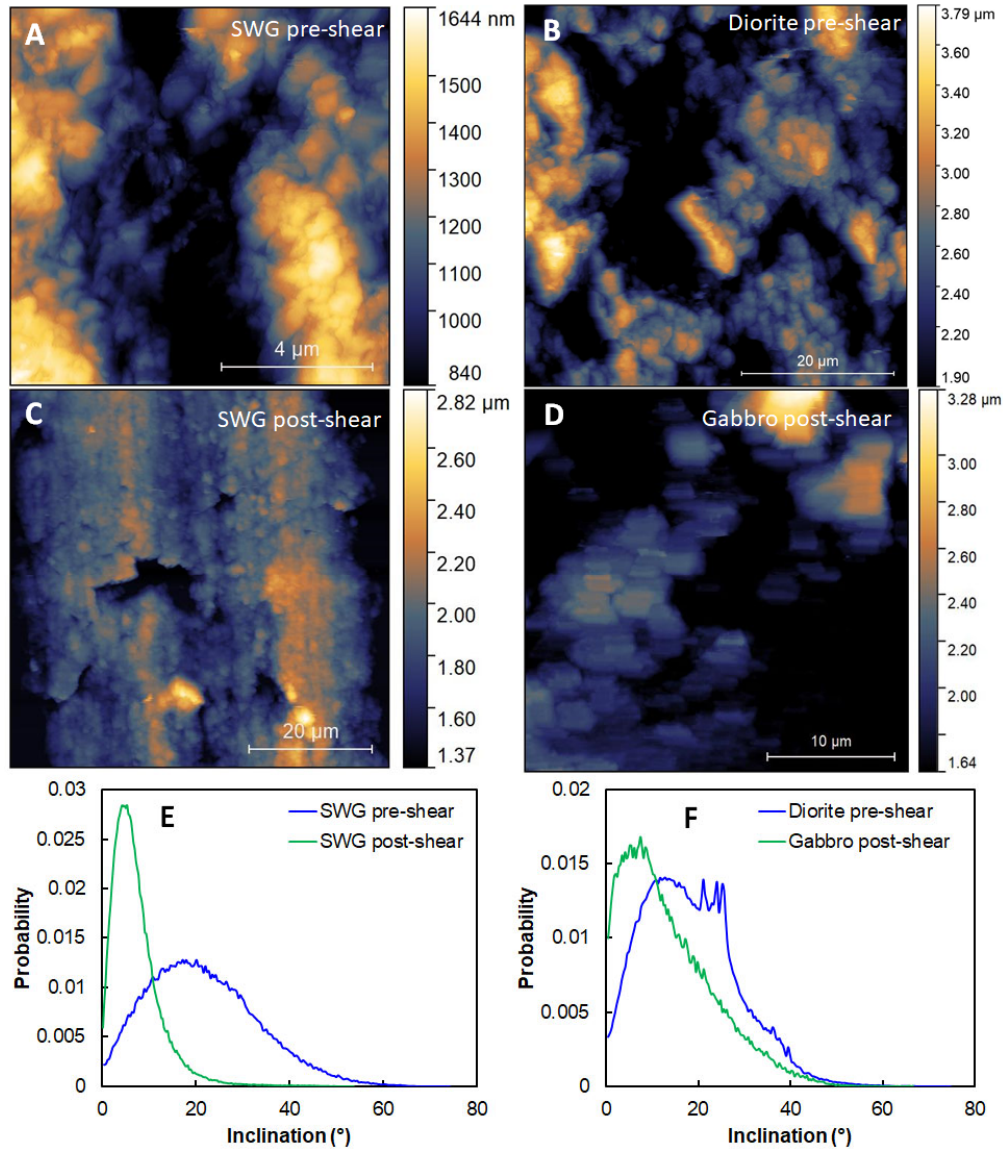 A
SWG pre-shear
4 µm
1644 nm
1500
1400
1300
1200
1100
1000
840
B
Diorite pre-shear
20 µm
3.79 µm
3.60
3.40
3.20
3.00
2.80
2.60
2.40
2.20
1.90
C
SWG post-shear
20 µm
2.82 µm
2.60
2.40
2.20
2.00
1.80
1.60
1.37
D
Gabbro post-shear
10 µm
3.28 µm
3.00
2.80
2.60
2.40
2.20
2.00
1.64
E
SWG pre-shear
SWG post-shear
Probability
0.03
0.025
0.02
0.015
0.01
0.005
0
0 20 40 60 80
Inclination (°)
F
Diorite pre-shear
Gabbro post-shear
Probability
0.015
0.01
0.005
0
0 20 40 60 80
Inclination (°)